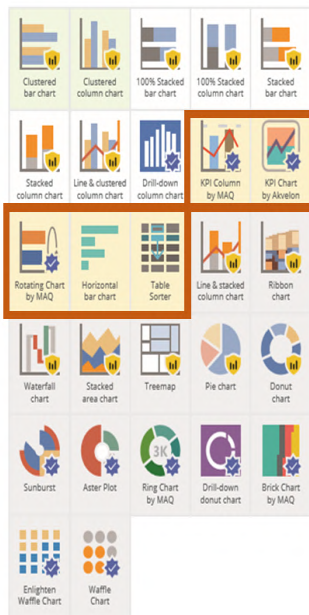 Clustered
bar chart
Clustered
column chart
100% Stacked
bar chart
100% Stacked
column chart
Stacked
bar chart
Stacked
column chart
Line & clustered
column chart
Drill-down
column chart
KPI Column
by MAQ
KPI Chart
by Akvelon
Rotating Chart
by MAQ
Horizontal
bar chart
Table
Sorter
Line & stacked
column chart
Ribbon
chart
Waterfall
chart
Stacked
area chart
Treemap
Pie chart
Donut
chart
Sunburst
Aster Plot
3K
Ring Chart
by MAQ
Drill-down
donut chart
Brick Chart
by MAQ
Enlighten
Waffle Chart
Waffle
Chart